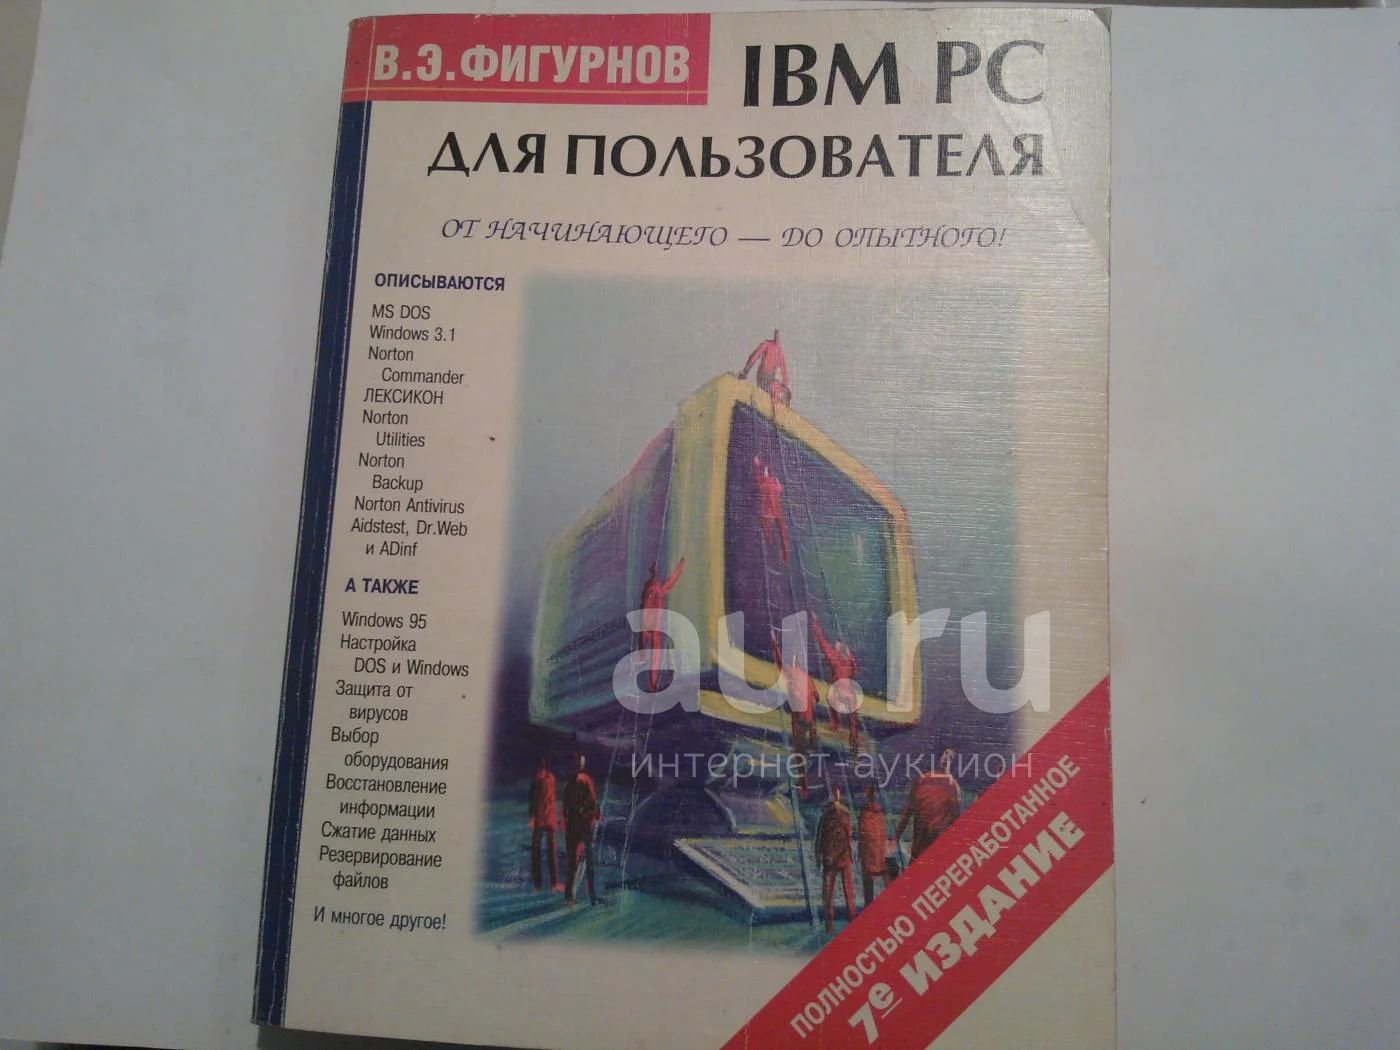 В.Э.ФИГУРНОВ
IBM PC
ДЛЯ ПОЛЬЗОВАТЕЛЯ
ОТ НАЧИНАЮЩЕГО — ДО ОПЫТНОГО!
ОПИСЫВАЮТСЯ
MS DOS
Windows 3.1
Norton
Commander
ЛЕКСИКОН
Norton
Utilities
Norton
Backup
Norton Antivirus
Aidstest, Dr.Web
и ADinf
А ТАКЖЕ
Windows 95
Настройка
DOS и Windows
Защита от
вирусов
Выбор
оборудования
Восстановление
информации
Сжатие данных
Резервирование
файлов
И многое другое!
au.ru
интернет-аукцион
ПОЛНОСТЬЮ ПЕРЕРАБОТАННОЕ
7е ИЗДАНИЕ